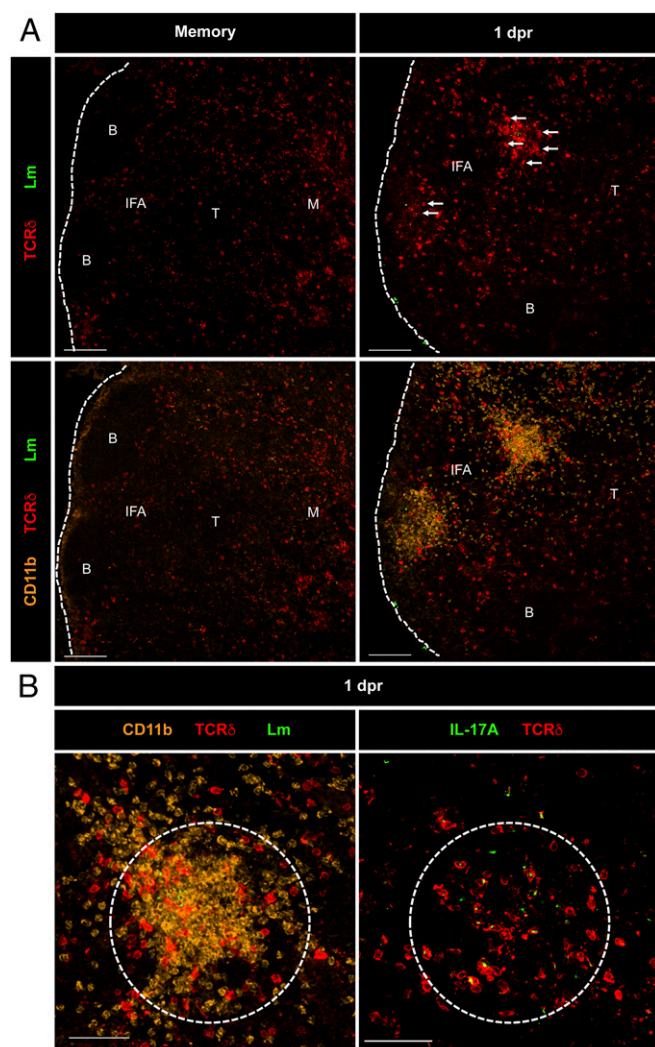 A
Memory
1 dpr
TCRδ Lm
B
IFA
T
M
B
IFA
T
B
CD11b TCRδ Lm
B
IFA
T
M
B
IFA
T
B
B
1 dpr
CD11b TCRδ Lm
IL-17A TCRδ